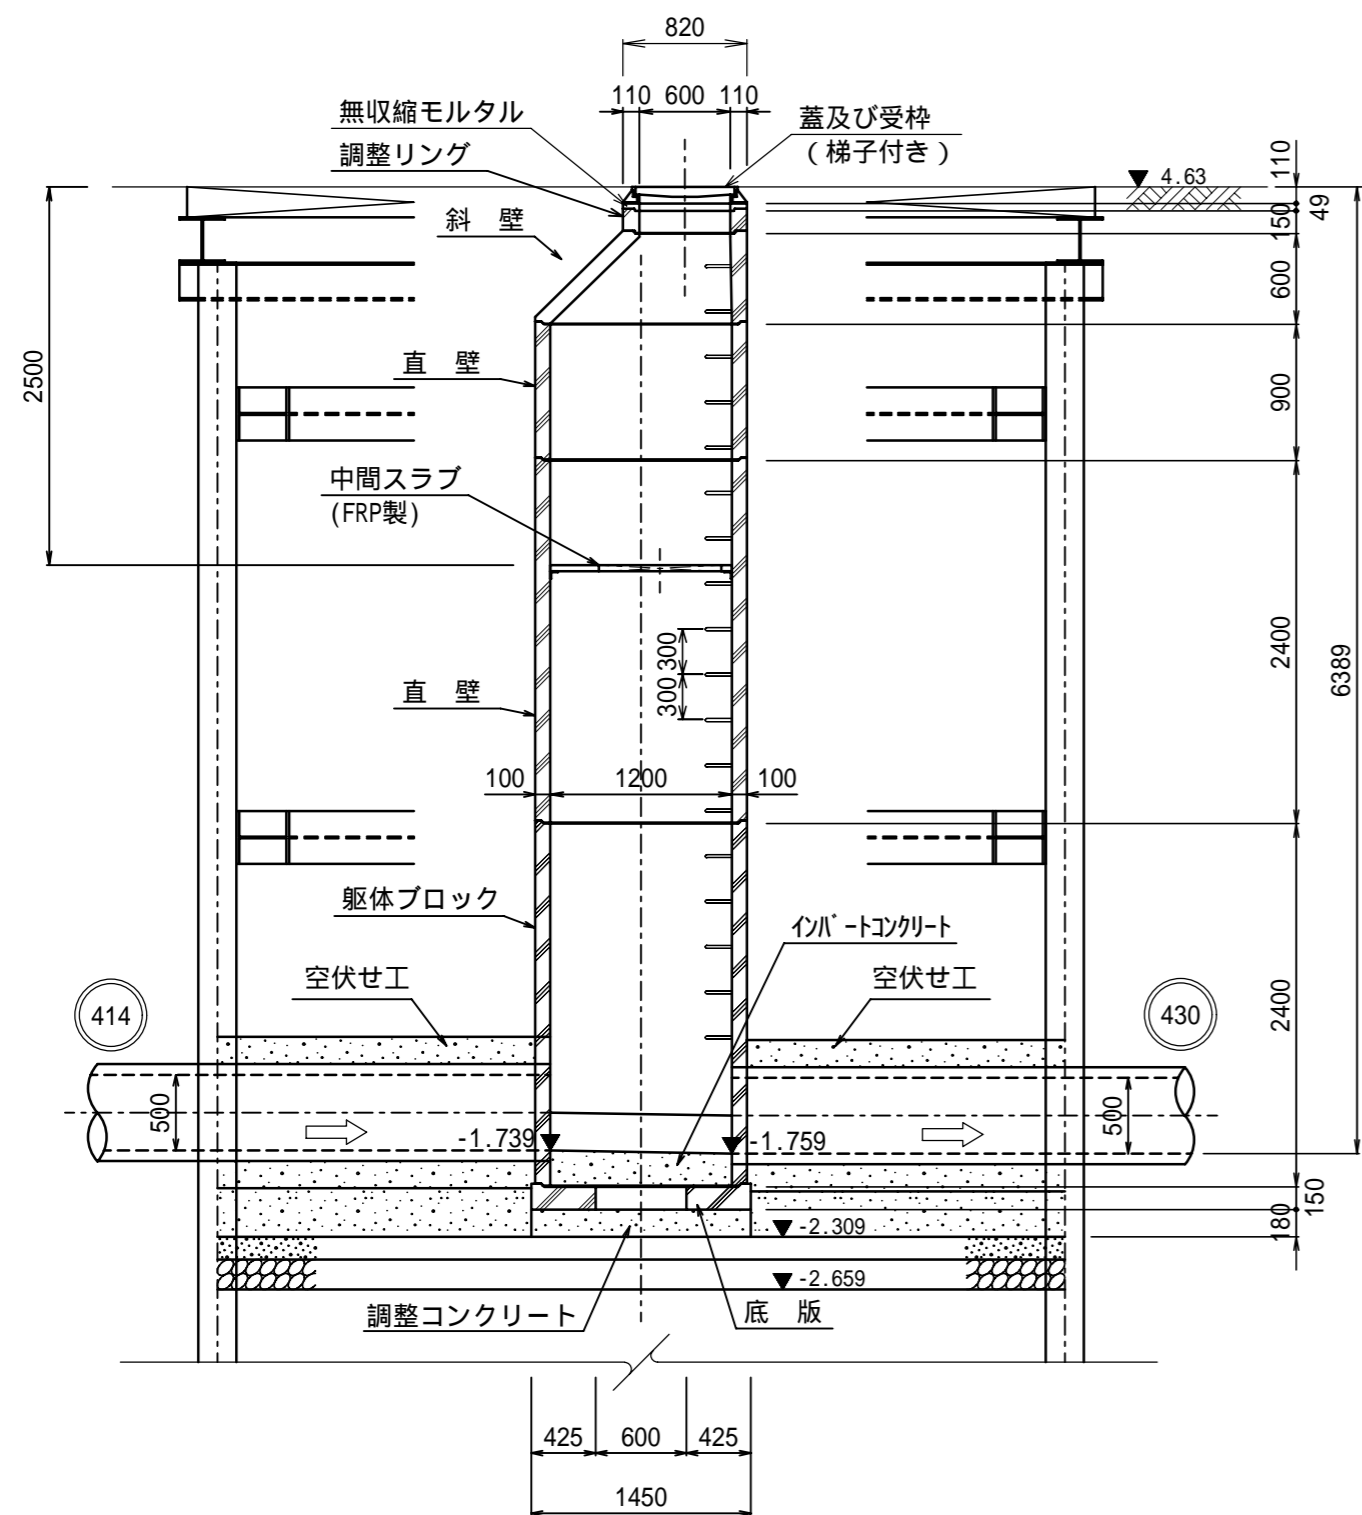 820
110 600 110
無収縮モルタル
蓋及び受枠
(梯子付き)
調整リング
4.63
110
49
150
斜 壁
600
直 壁
2500
900
中間スラブ
(FRP製)
300
300
2400
6389
直 壁
100 1200 100
躯体ブロック
インバートコンクリート
空伏せ工
空伏せ工
414
430
2400
500
500
-1.739
-1.759
150
180
-2.309
-2.659
調整コンクリート
底 版
425 600 425
1450